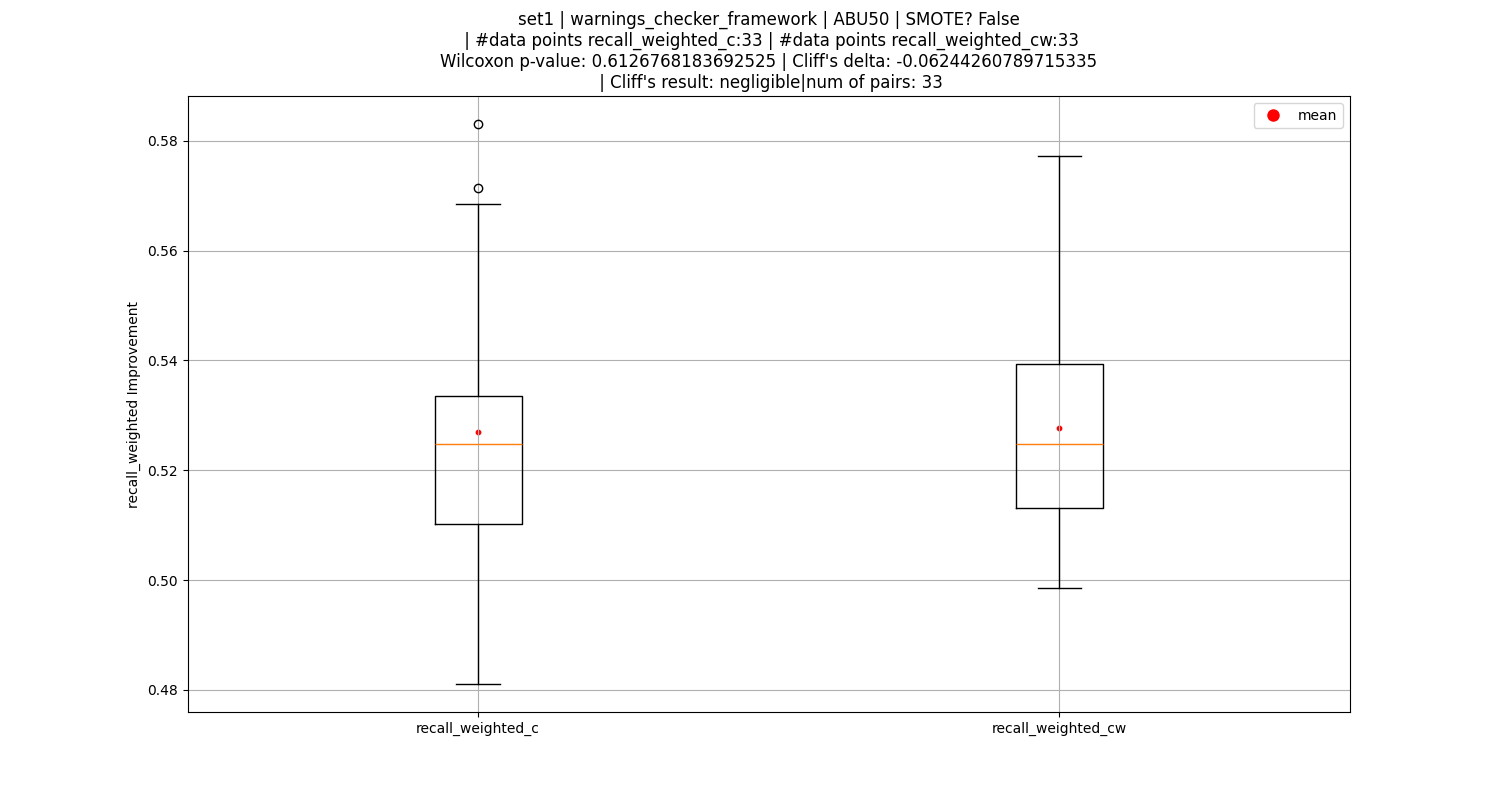 set1 | warnings_checker_framework | ABU50 | SMOTE? False
| #data points recall_weighted_c:33 | #data points recall_weighted_cw:33
Wilcoxon p-value: 0.6126768183692525 | Cliff's delta: -0.06244260789715335
| Cliff's result: negligible|num of pairs: 33
mean
0.58
0.56
0.54
0.52
0.50
0.48
recall_weighted Improvement
recall_weighted_c
recall_weighted_cw